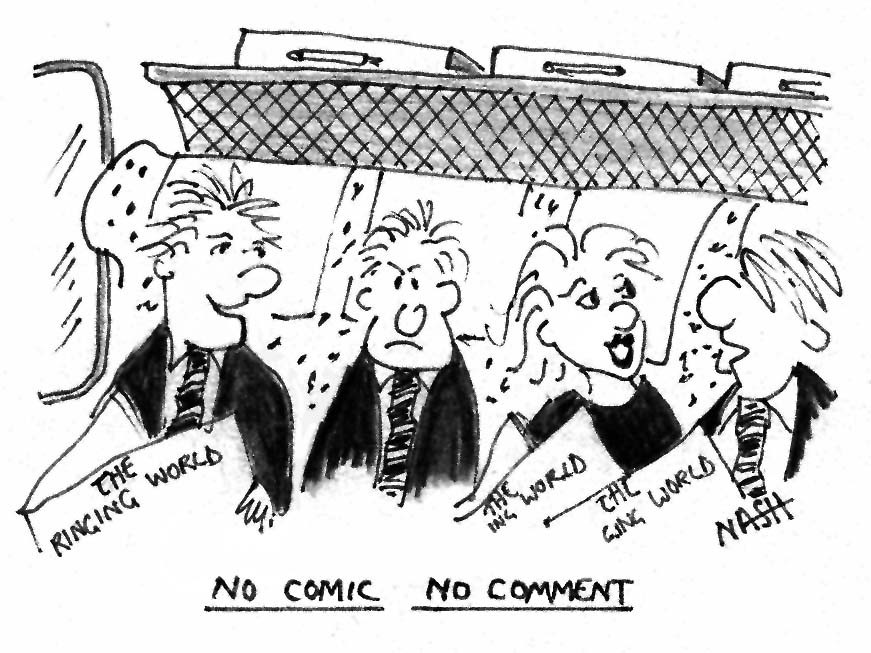 THE
RINGING WORLD
THE
ING WORLD
THE
GING WORLD
NASH
NO COMIC NO COMMENT